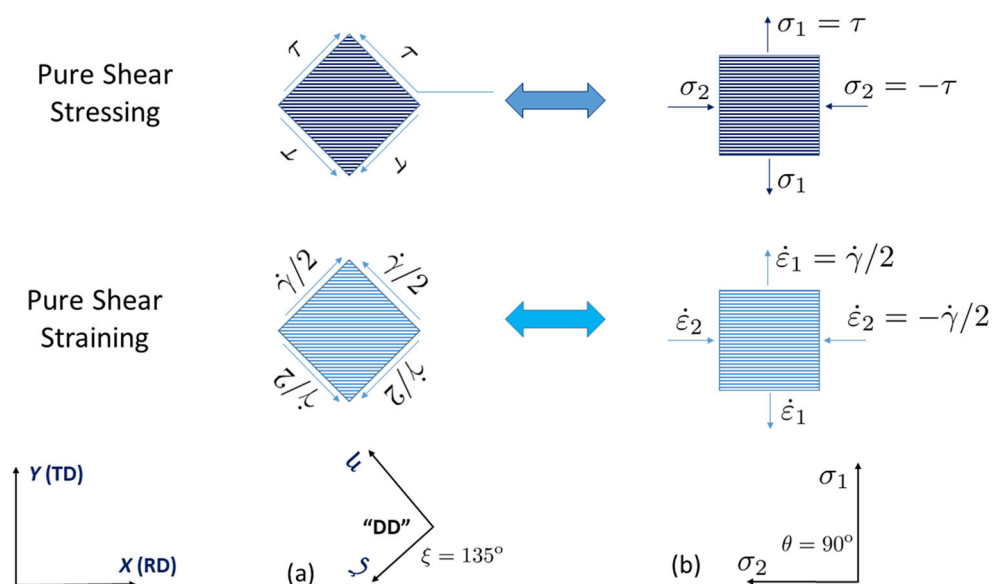 Pure Shear
Stressing
τ
τ
τ
τ
σ₁ = τ
σ₂
σ₂ = −τ
σ₁
Pure Shear
Straining
γ̇/2
γ̇/2
γ̇/2
γ̇/2
ε̇₁ = γ̇/2
ε̇₂
ε̇₂ = −γ̇/2
ε̇₁
Y (TD)
X (RD)
η
"DD"
ξ = 135°
ζ
(a)
σ₁
θ = 90°
σ₂
(b)